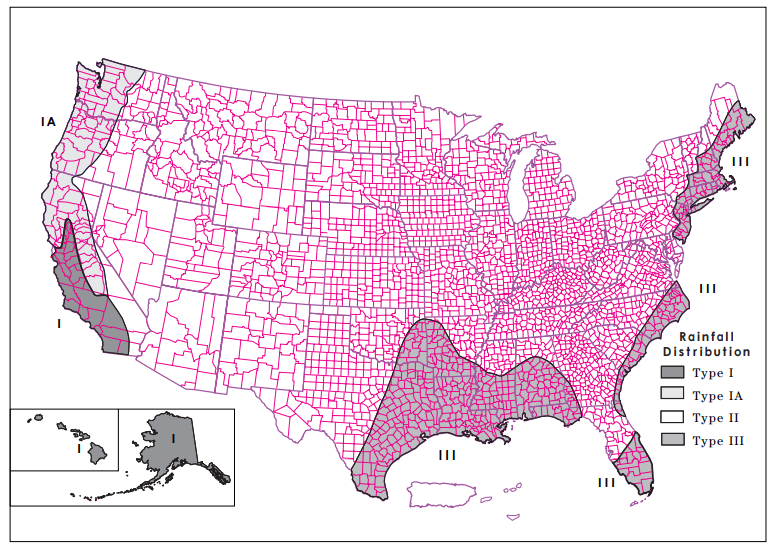 IA
III
III
I
Rainfall
Distribution
Type I
Type IA
Type II
Type III
I
I
III
III